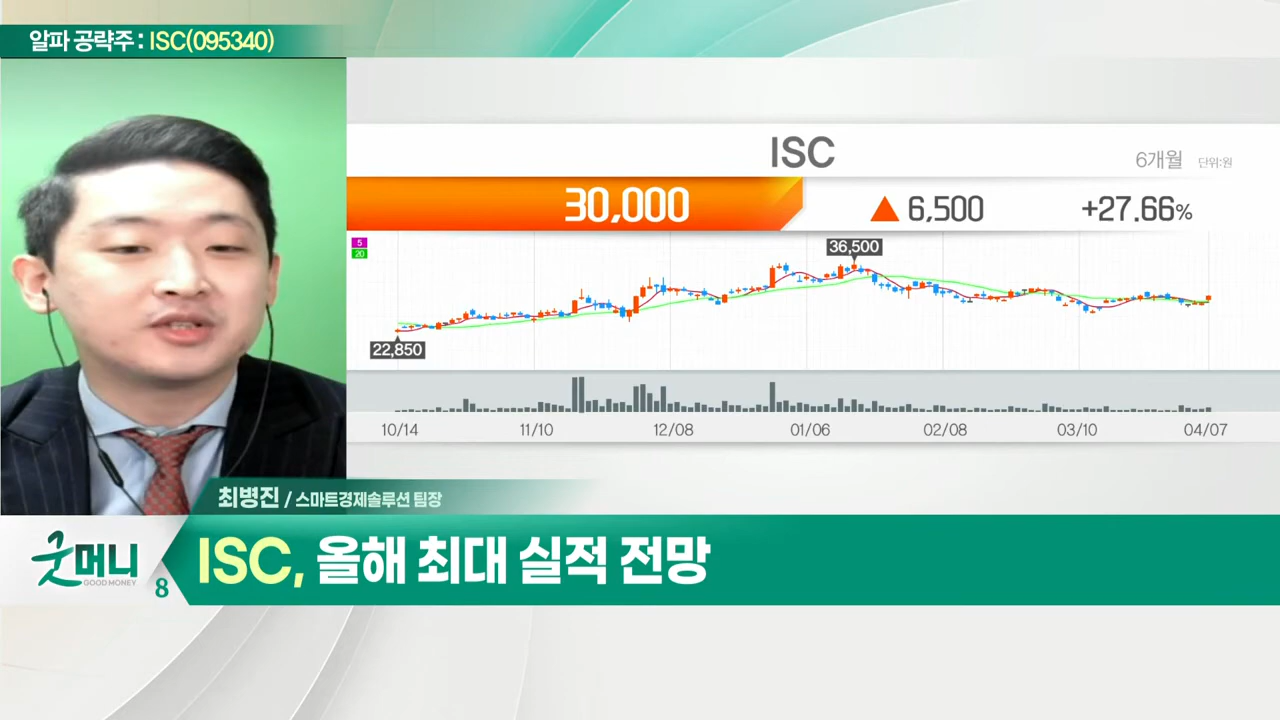 알파 공략주 : ISC(095340)
ISC
6개월 단위:원
30,000 ▲ 6,500 +27.66%
5
20
36,500
22,850
10/14 11/10 12/08 01/06 02/08 03/10 04/07
최병진 / 스마트경제솔루션 팀장
굿머니
GOOD MONEY
8
ISC, 올해 최대 실적 전망